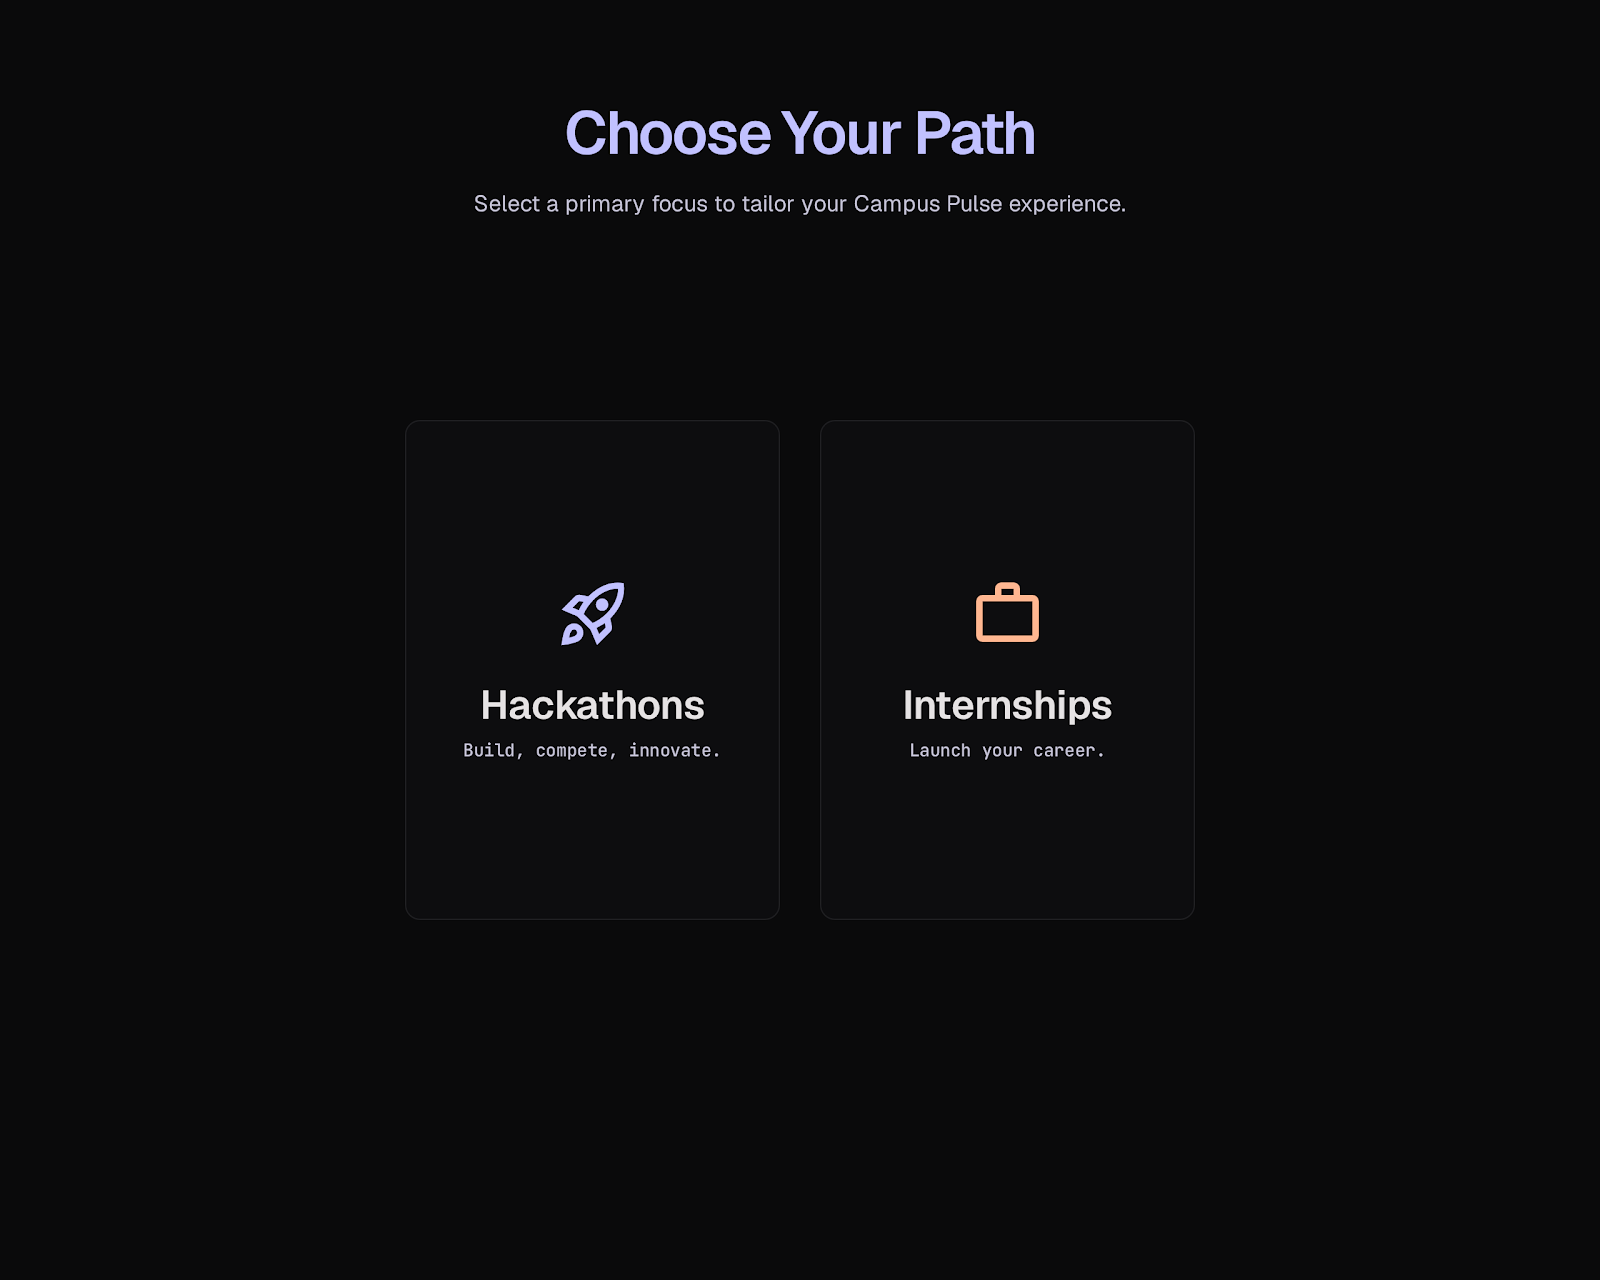 Choose Your Path
Select a primary focus to tailor your Campus Pulse experience.
Hackathons
Build, compete, innovate.
Internships
Launch your career.